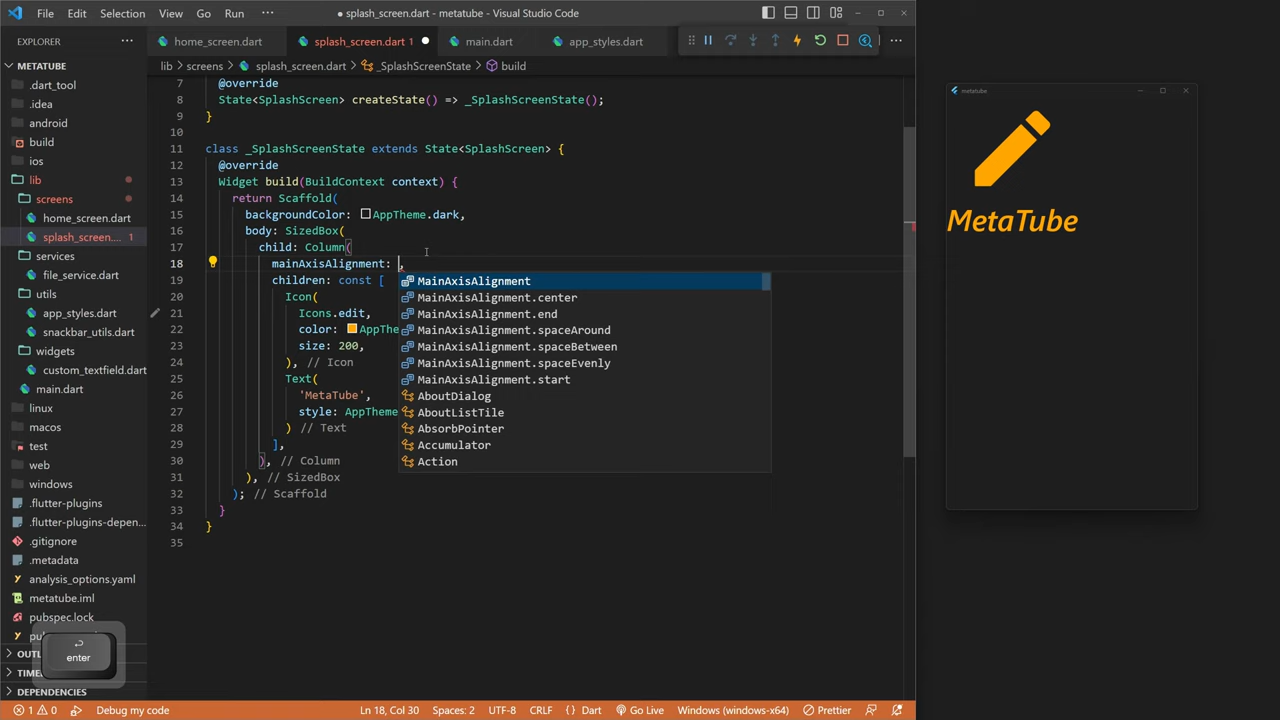 File Edit Selection View Go Run ··· ● splash_screen.dart - metatube - Visual Studio Code
EXPLORER ···
home_screen.dart splash_screen.dart 1 ● main.dart app_styles.dart ···
lib > screens > splash_screen.dart > _SplashScreenState > build
METATUBE
.dart_tool
.idea
android
build
ios
lib
screens
home_screen.dart
splash_screen.... 1
services
file_service.dart
utils
app_styles.dart
snackbar_utils.dart
widgets
custom_textfield.dart
main.dart
linux
macos
test
web
windows
.flutter-plugins
.flutter-plugins-depen...
.gitignore
.metadata
analysis_options.yaml
metatube.iml
pubspec.lock
OUTL
TIME
DEPENDENCIES
enter
7 @override
8 State<SplashScreen> createState() => _SplashScreenState();
9 }
10
11 class _SplashScreenState extends State<SplashScreen> {
12 @override
13 Widget build(BuildContext context) {
14 return Scaffold(
15 backgroundColor: AppTheme.dark,
16 body: SizedBox(
17 child: Column(
18 mainAxisAlignment: ,
19 children: const [
20 Icon(
21 Icons.edit,
22 color: AppThe
23 size: 200,
24 ), // Icon
25 Text(
26 'MetaTube',
27 style: AppTheme
28 ) // Text
29 ],
30 ), // Column
31 ), // SizedBox
32 ); // Scaffold
33 }
34 }
35
MainAxisAlignment
MainAxisAlignment.center
MainAxisAlignment.end
MainAxisAlignment.spaceAround
MainAxisAlignment.spaceBetween
MainAxisAlignment.spaceEvenly
MainAxisAlignment.start
AboutDialog
AboutListTile
AbsorbPointer
Accumulator
Action
1 0 Debug my code Ln 18, Col 30 Spaces: 2 UTF-8 CRLF {} Dart Go Live Windows (windows-x64) Prettier
metatube
MetaTube